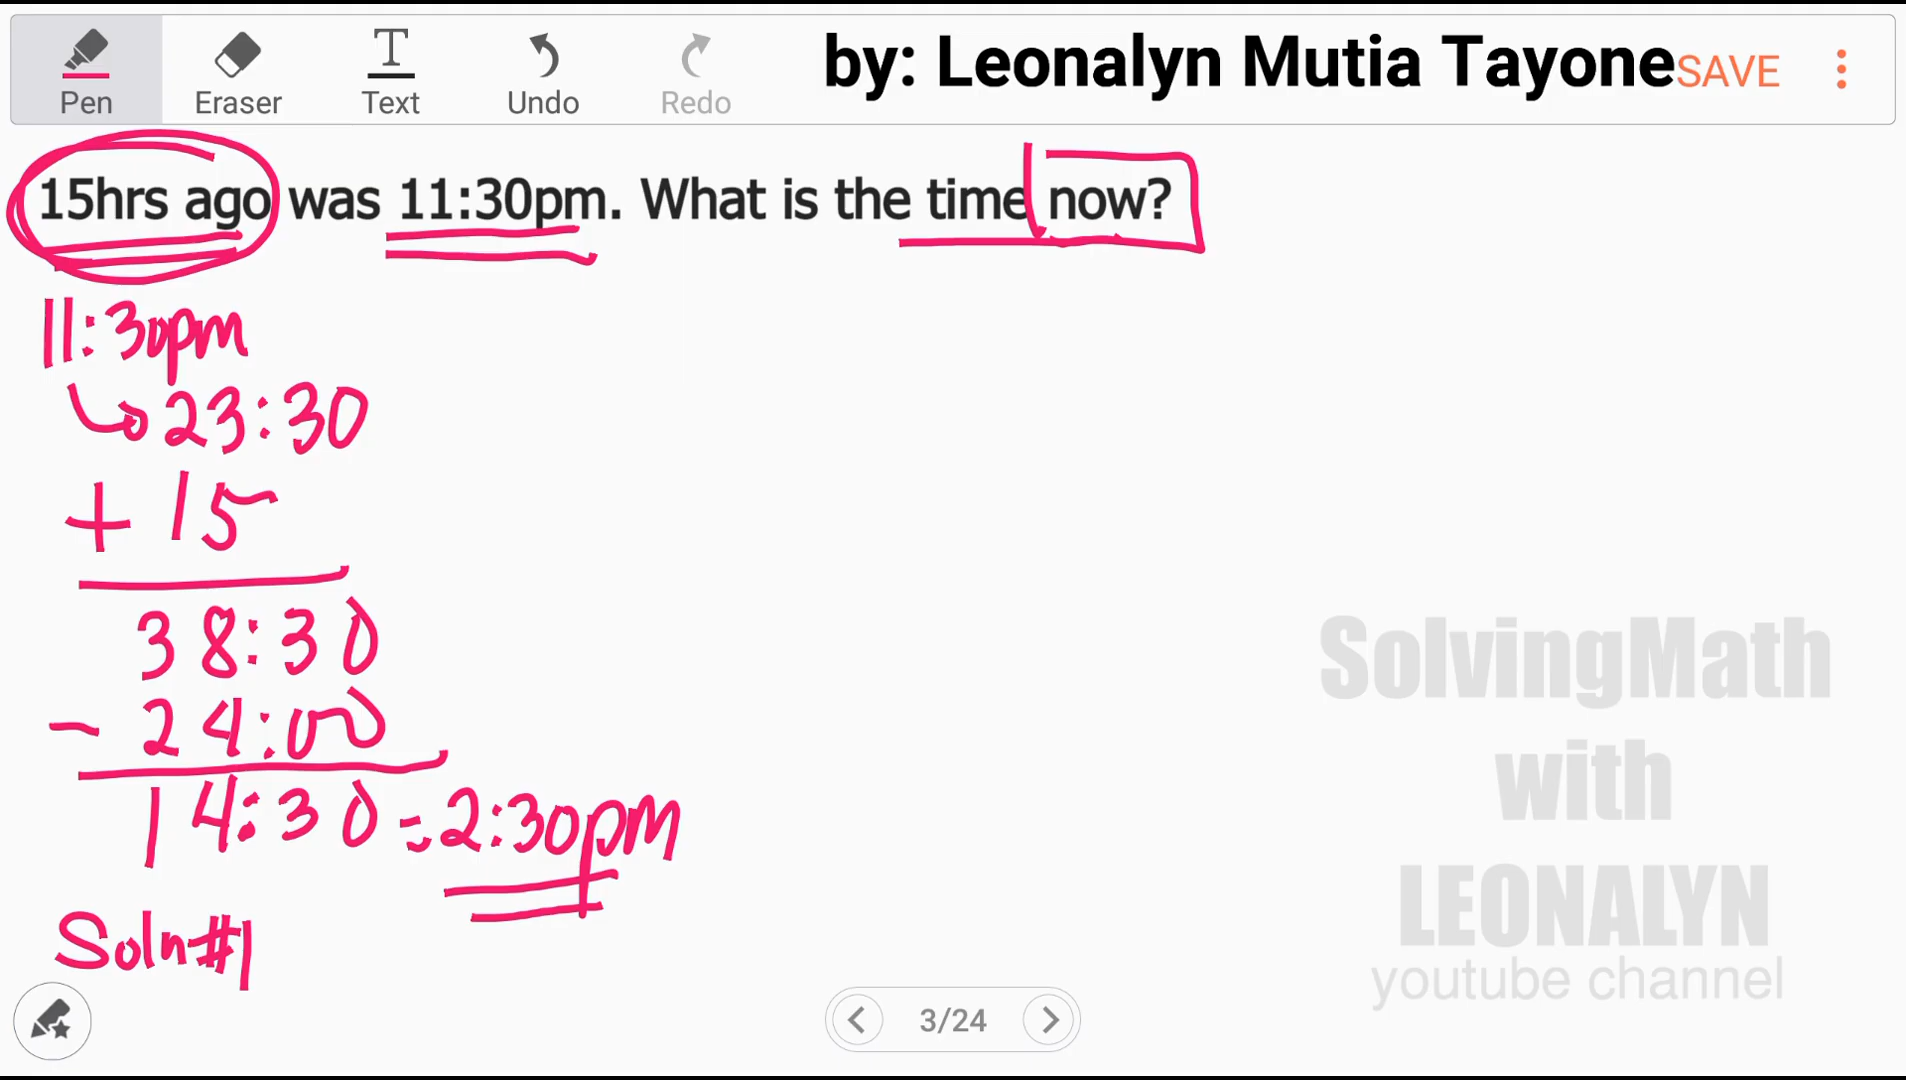 Pen
Eraser
Text
Undo
Redo
by: Leonalyn Mutia Tayone
SAVE
15hrs ago was 11:30pm. What is the time now?
11:30pm
23:30
+ 15
38:30
- 24:00
14:30 = 2:30pm
Soln#1
SolvingMath
with
LEONALYN
youtube channel
3/24